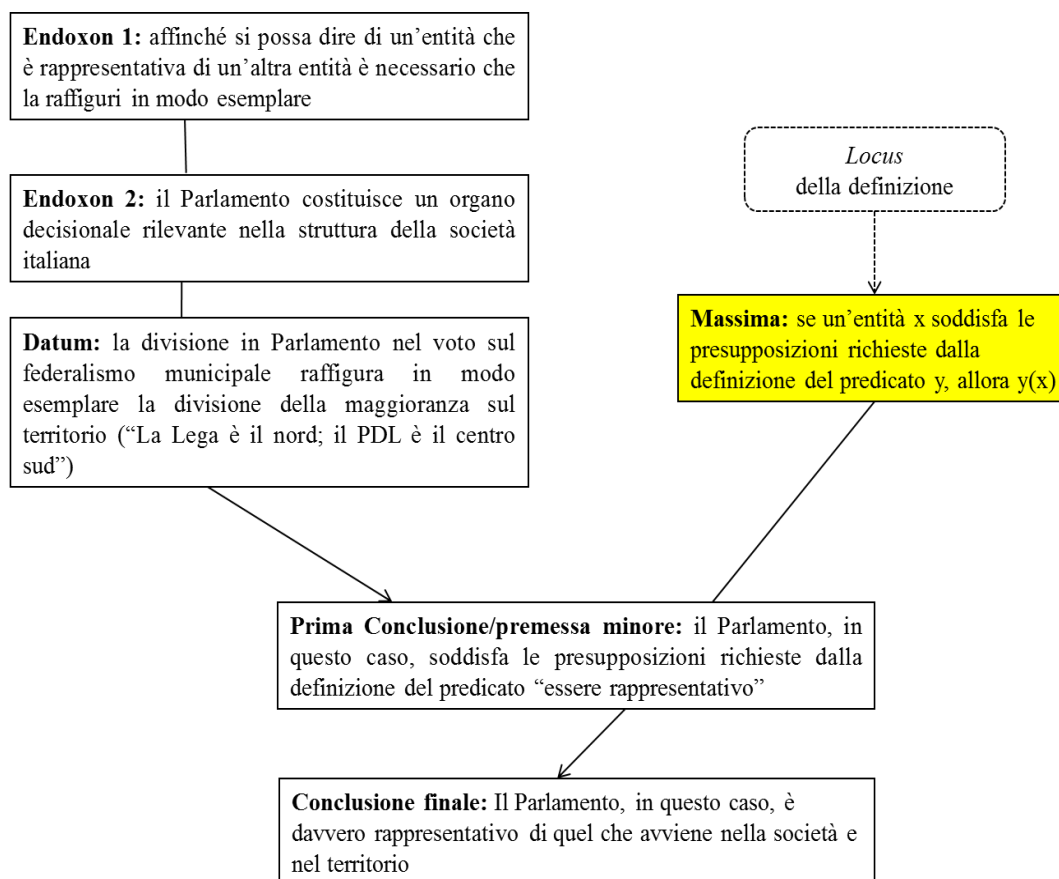 Endoxon 1: affinché si possa dire di un’entità che
è rappresentativa di un’altra entità è necessario che
la raffiguri in modo esemplare
Endoxon 2: il Parlamento costituisce un organo
decisionale rilevante nella struttura della società
italiana
Datum: la divisione in Parlamento nel voto sul
federalismo municipale raffigura in modo
esemplare la divisione della maggioranza sul
territorio (“La Lega è il nord; il PDL è il centro
sud”)
Locus
della definizione
Massima: se un’entità x soddisfa le
presupposizioni richieste dalla
definizione del predicato y, allora y(x)
Prima Conclusione/premessa minore: il Parlamento, in
questo caso, soddisfa le presupposizioni richieste dalla
definizione del predicato “essere rappresentativo”
Conclusione finale: Il Parlamento, in questo caso, è
davvero rappresentativo di quel che avviene nella società e
nel territorio